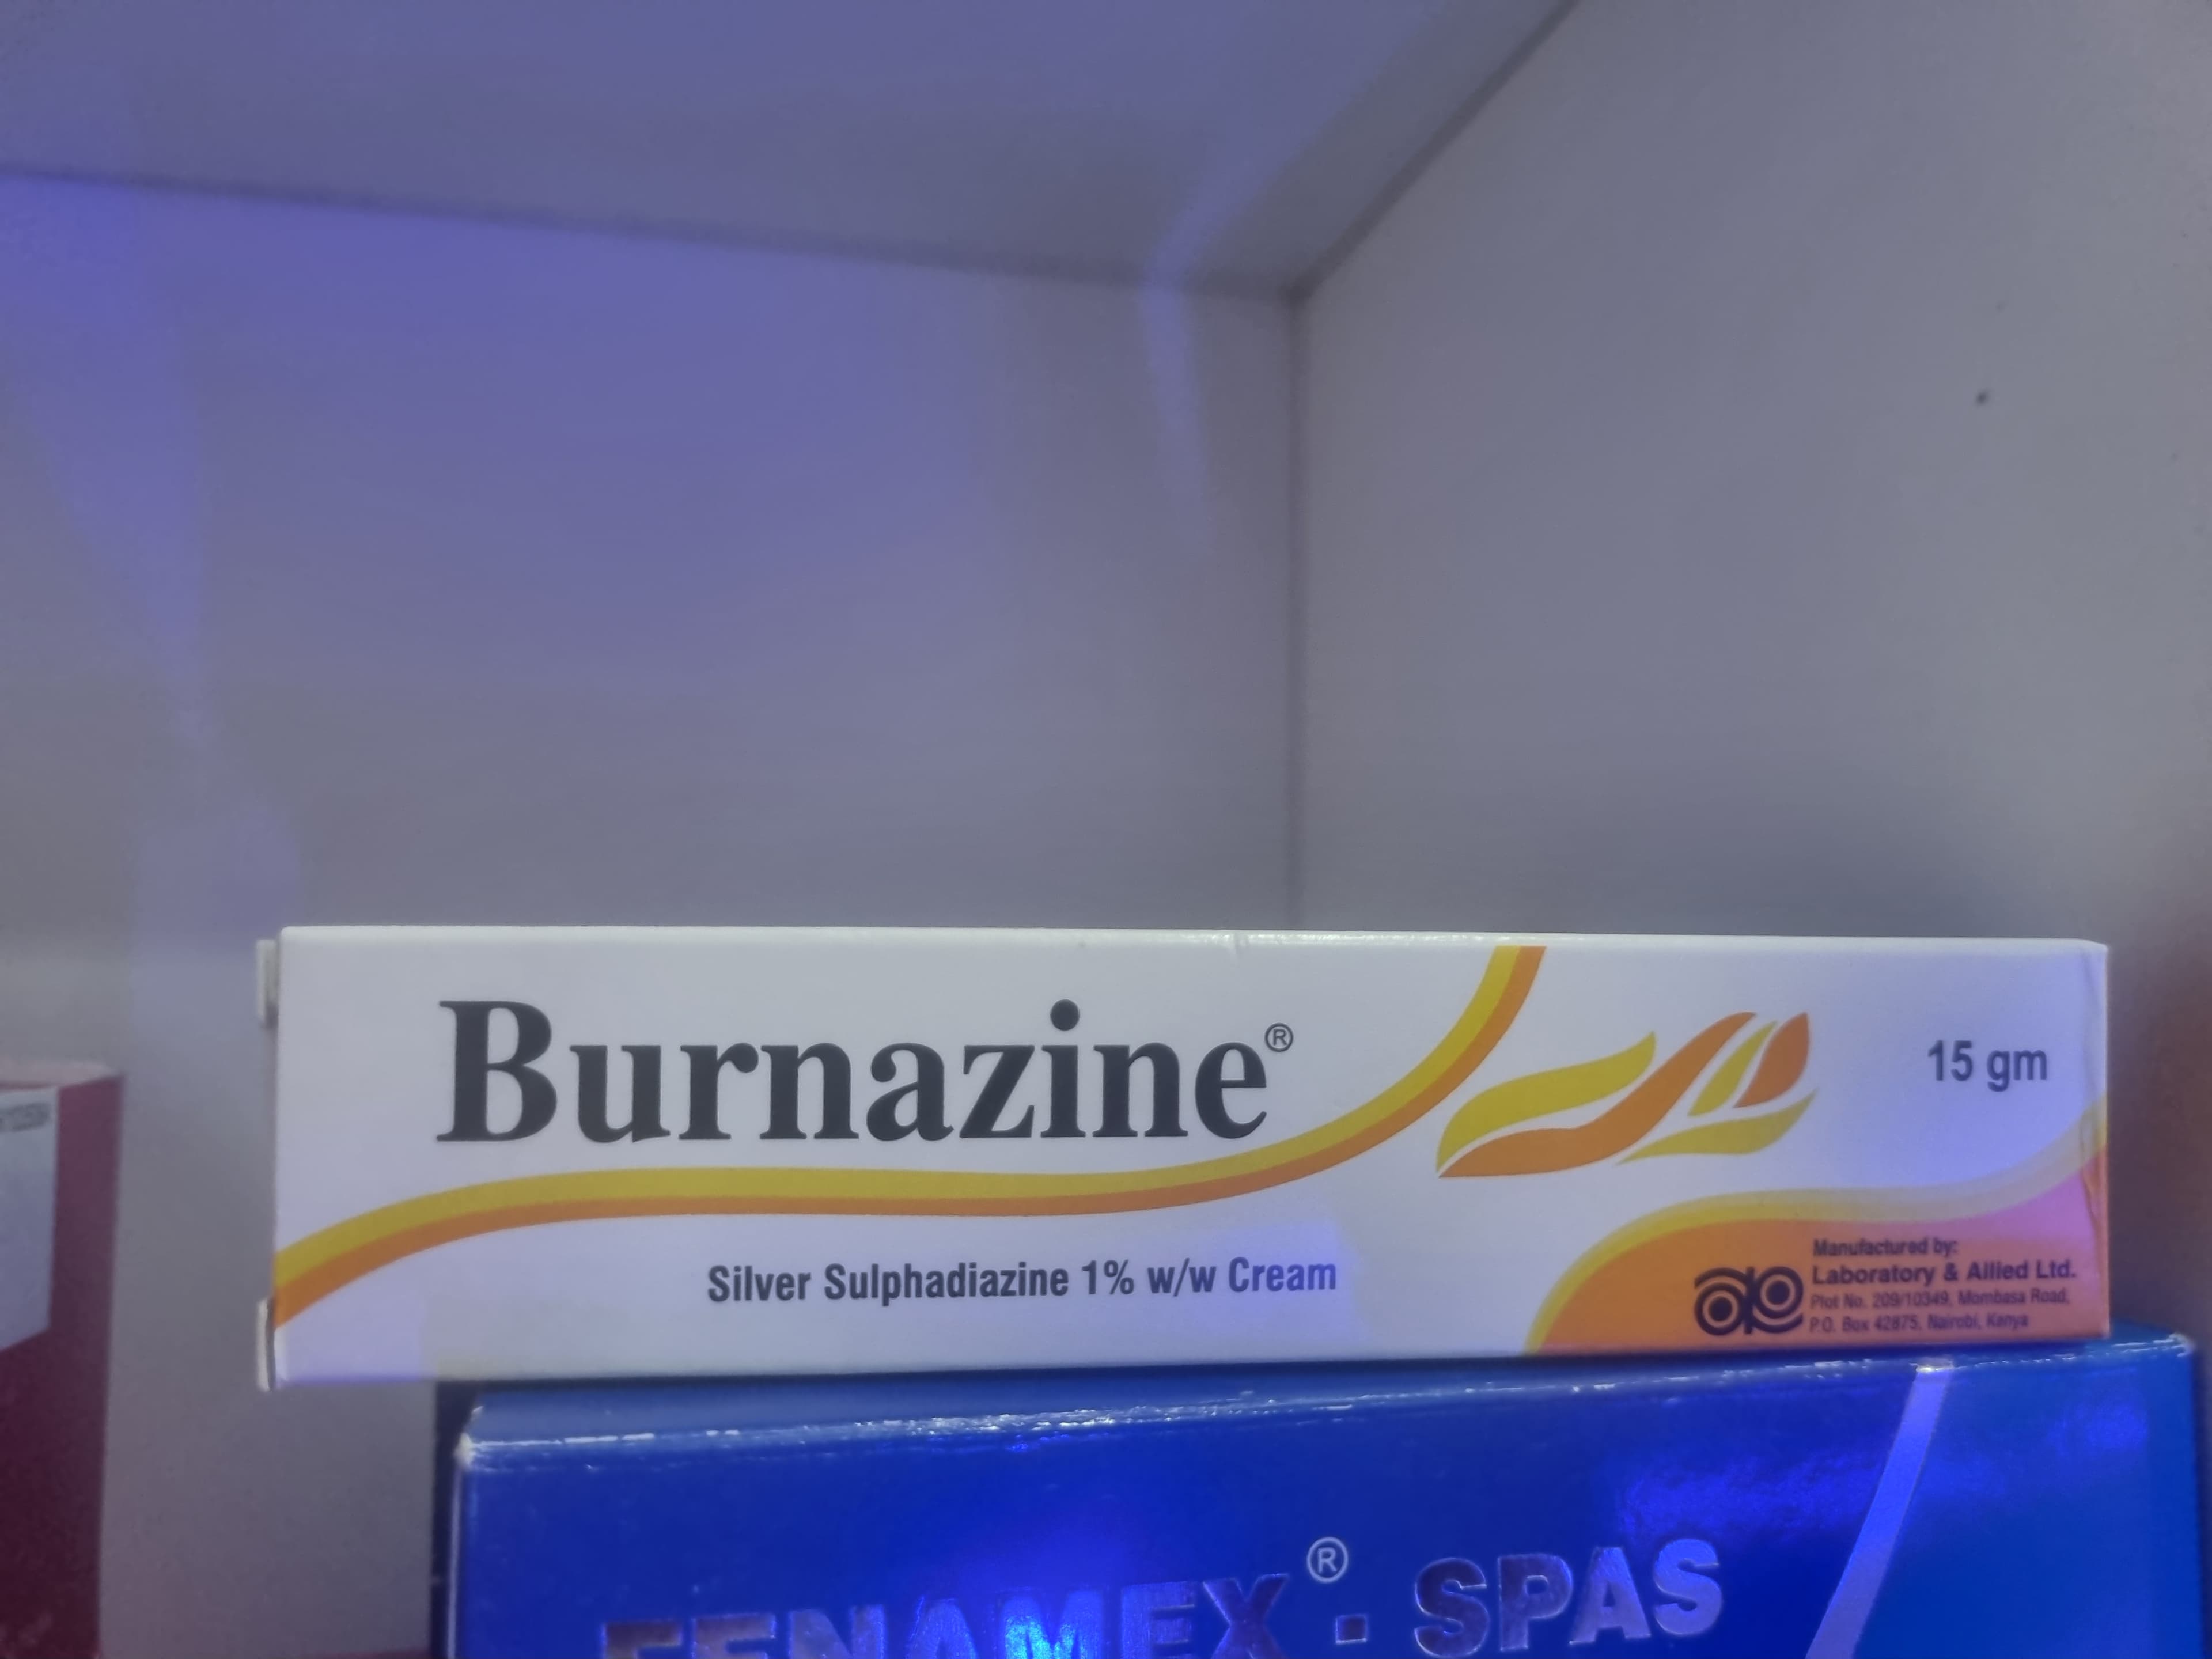 Burnazine®
15 gm
Silver Sulphadiazine 1% w/w Cream
Manufactured by:
Laboratory & Allied Ltd.
Plot No. 209/10349, Mombasa Road,
P.O. Box 42875, Nairobi, Kenya
FENAMEX® - SPAS